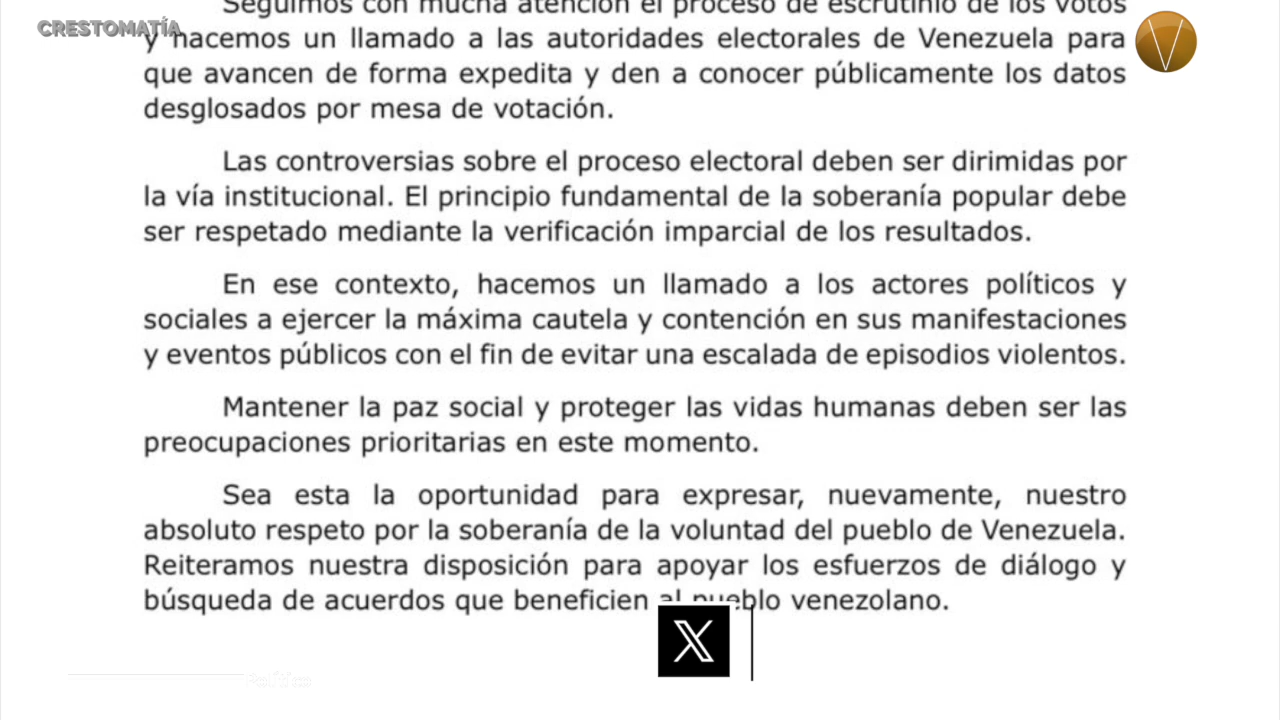 Seguimos con mucha atención el proceso de escrutinio de los votos
CRESTOMATÍA
y hacemos un llamado a las autoridades electorales de Venezuela para
que avancen de forma expedita y den a conocer públicamente los datos
desglosados por mesa de votación.
Las controversias sobre el proceso electoral deben ser dirimidas por
la vía institucional. El principio fundamental de la soberanía popular debe
ser respetado mediante la verificación imparcial de los resultados.
En ese contexto, hacemos un llamado a los actores políticos y
sociales a ejercer la máxima cautela y contención en sus manifestaciones
y eventos públicos con el fin de evitar una escalada de episodios violentos.
Mantener la paz social y proteger las vidas humanas deben ser las
preocupaciones prioritarias en este momento.
Sea esta la oportunidad para expresar, nuevamente, nuestro
absoluto respeto por la soberanía de la voluntad del pueblo de Venezuela.
Reiteramos nuestra disposición para apoyar los esfuerzos de diálogo y
búsqueda de acuerdos que beneficien al pueblo venezolano.
X